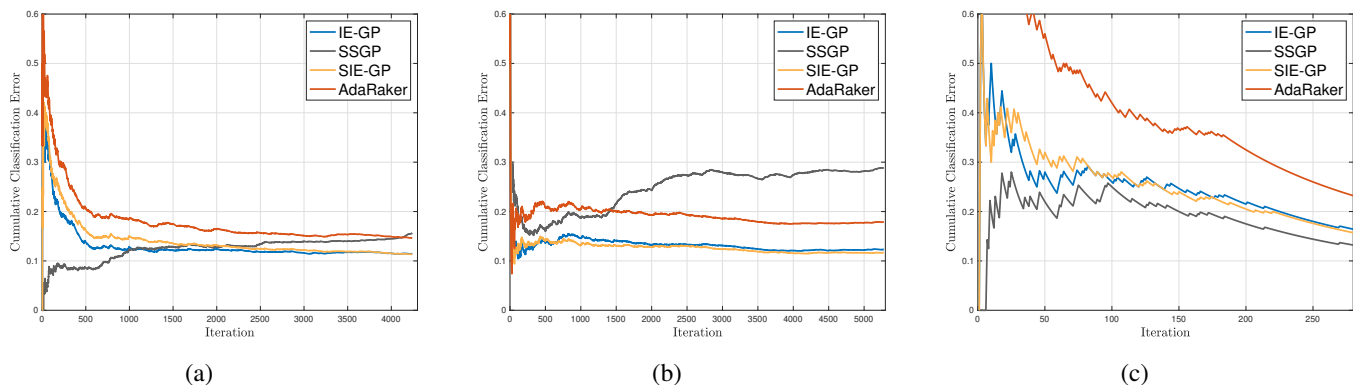 0.6
0.5
0.4
0.3
0.2
0.1
0
Cumulative Classification Error
0 500 1000 1500 2000 2500 3000 3500 4000
Iteration
IE-GP
SSGP
SIE-GP
AdaRaker
(a)
0.6
0.5
0.4
0.3
0.2
0.1
0
Cumulative Classification Error
0 500 1000 1500 2000 2500 3000 3500 4000 4500 5000
Iteration
IE-GP
SSGP
SIE-GP
AdaRaker
(b)
0.6
0.5
0.4
0.3
0.2
0.1
0
Cumulative Classification Error
0 50 100 150 200 250
Iteration
IE-GP
SSGP
SIE-GP
AdaRaker
(c)